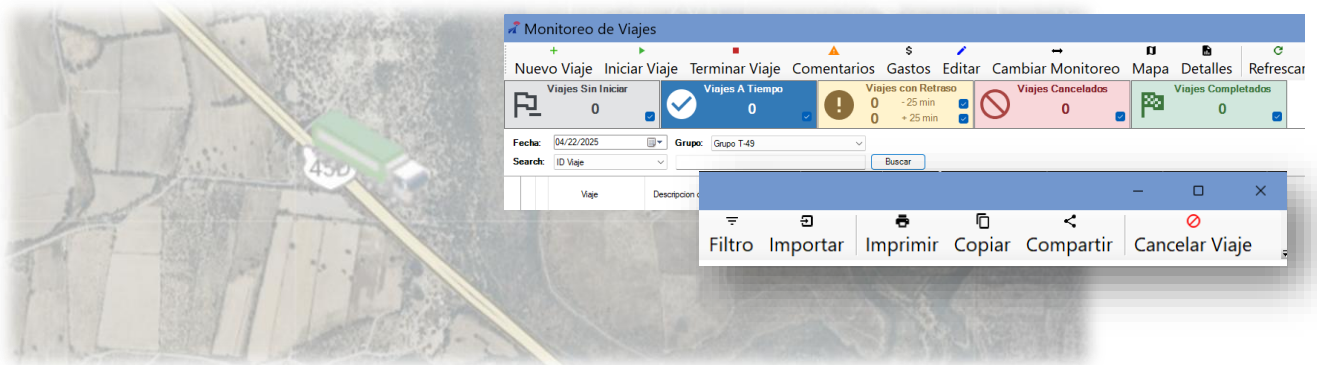 Monitoreo de Viajes
Nuevo Viaje Iniciar Viaje Terminar Viaje Comentarios Gastos Editar Cambiar Monitoreo Mapa Detalles Refrescar
Viajes Sin Iniciar
0
Viajes A Tiempo
0
Viajes con Retraso
0 - 25 min
0 + 25 min
Viajes Cancelados
0
Viajes Completados
0
Fecha: 04/22/2025 Grupo: Grupo T-49
Search: ID Viaje Buscar
Viaje Descripcion
Filtro Importar Imprimir Copiar Compartir Cancelar Viaje
45D